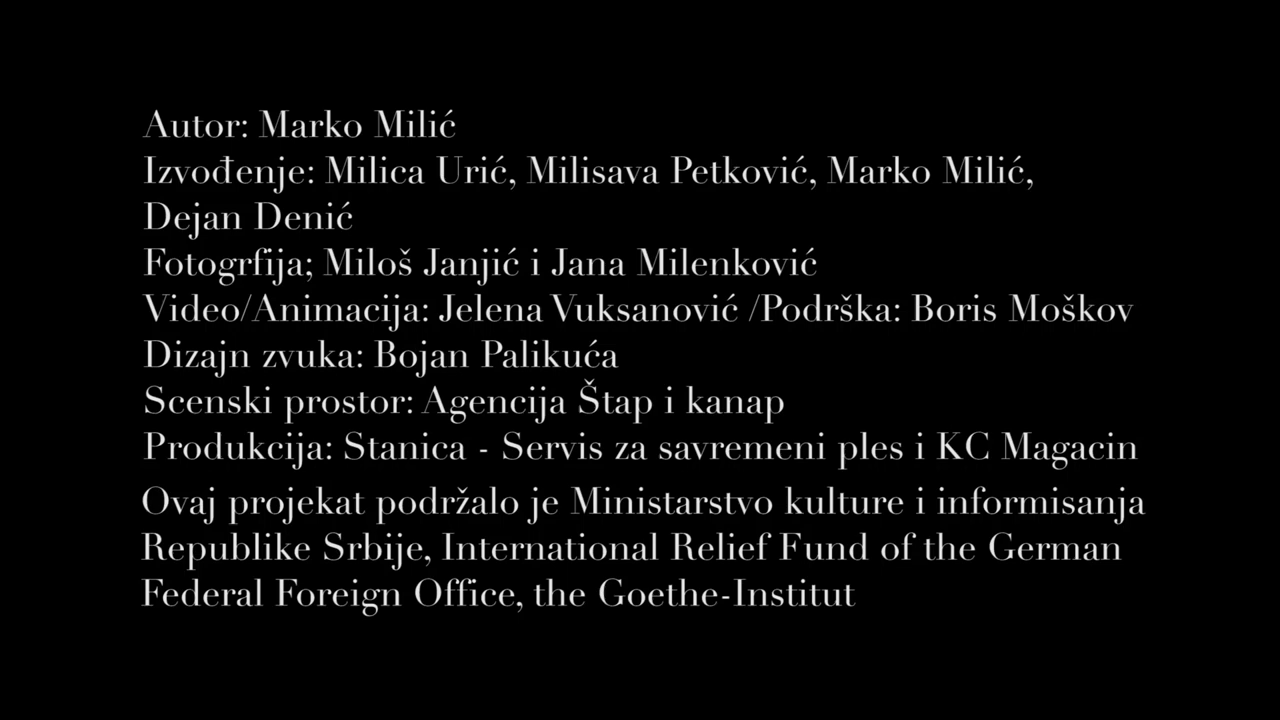 Autor: Marko Milić
Izvođenje: Milica Urić, Milisava Petković, Marko Milić,
Dejan Denić
Fotogrfija; Miloš Janjić i Jana Milenković
Video/Animacija: Jelena Vuksanović /Podrška: Boris Moškov
Dizajn zvuka: Bojan Palikuća
Scenski prostor: Agencija Štap i kanap
Produkcija: Stanica - Servis za savremeni ples i KC Magacin
Ovaj projekat podržalo je Ministarstvo kulture i informisanja
Republike Srbije, International Relief Fund of the German
Federal Foreign Office, the Goethe-Institut